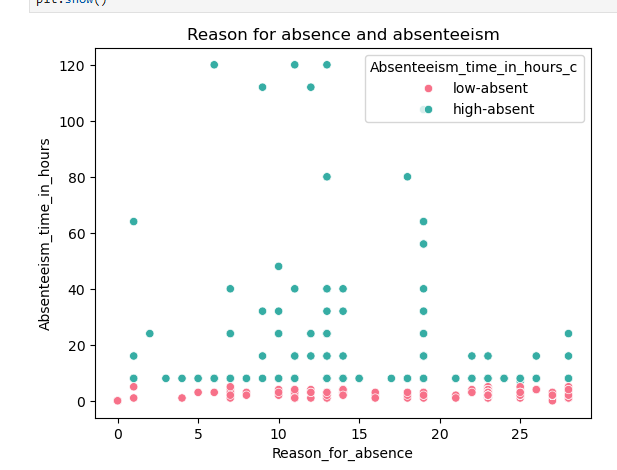 plt.show()
Reason for absence and absenteeism
Absenteeism_time_in_hours_c
low-absent
high-absent
Absenteeism_time_in_hours
120
100
80
60
40
20
0
0 5 10 15 20 25
Reason_for_absence